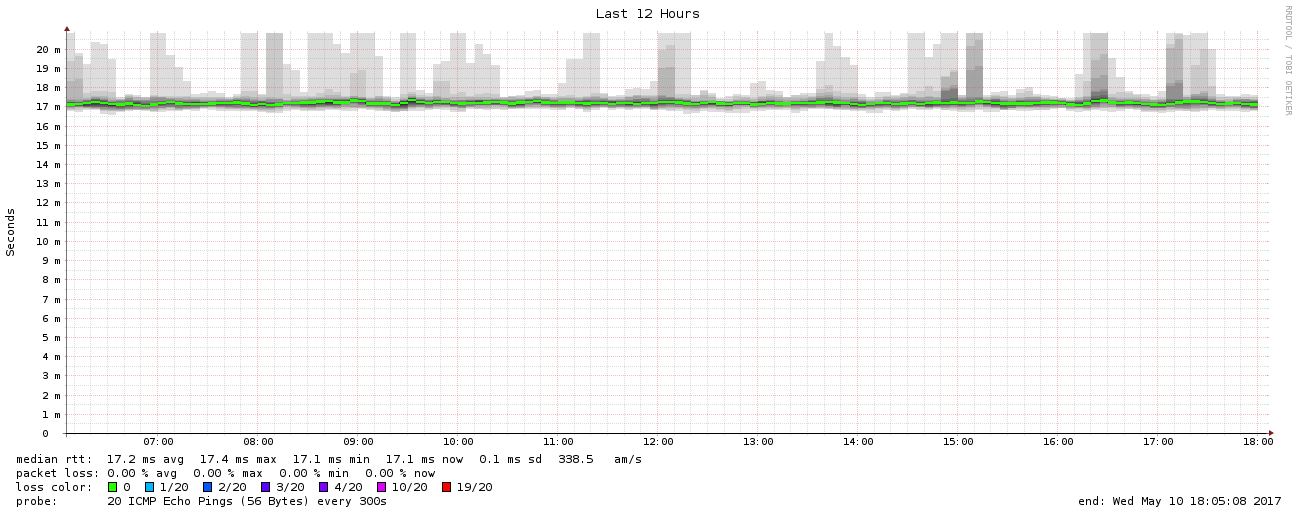 Last 12 Hours
RRDTOOL / TOBI OETIKER
Seconds
20 m
19 m
18 m
17 m
16 m
15 m
14 m
13 m
12 m
11 m
10 m
9 m
8 m
7 m
6 m
5 m
4 m
3 m
2 m
1 m
0
07:00 08:00 09:00 10:00 11:00 12:00 13:00 14:00 15:00 16:00 17:00 18:00
median rtt: 17.2 ms avg 17.4 ms max 17.1 ms min 17.1 ms now 0.1 ms sd 338.5 am/s
packet loss: 0.00 % avg 0.00 % max 0.00 % min 0.00 % now
loss color: 0 1/20 2/20 3/20 4/20 10/20 19/20
probe: 20 ICMP Echo Pings (56 Bytes) every 300s end: Wed May 10 18:05:08 2017